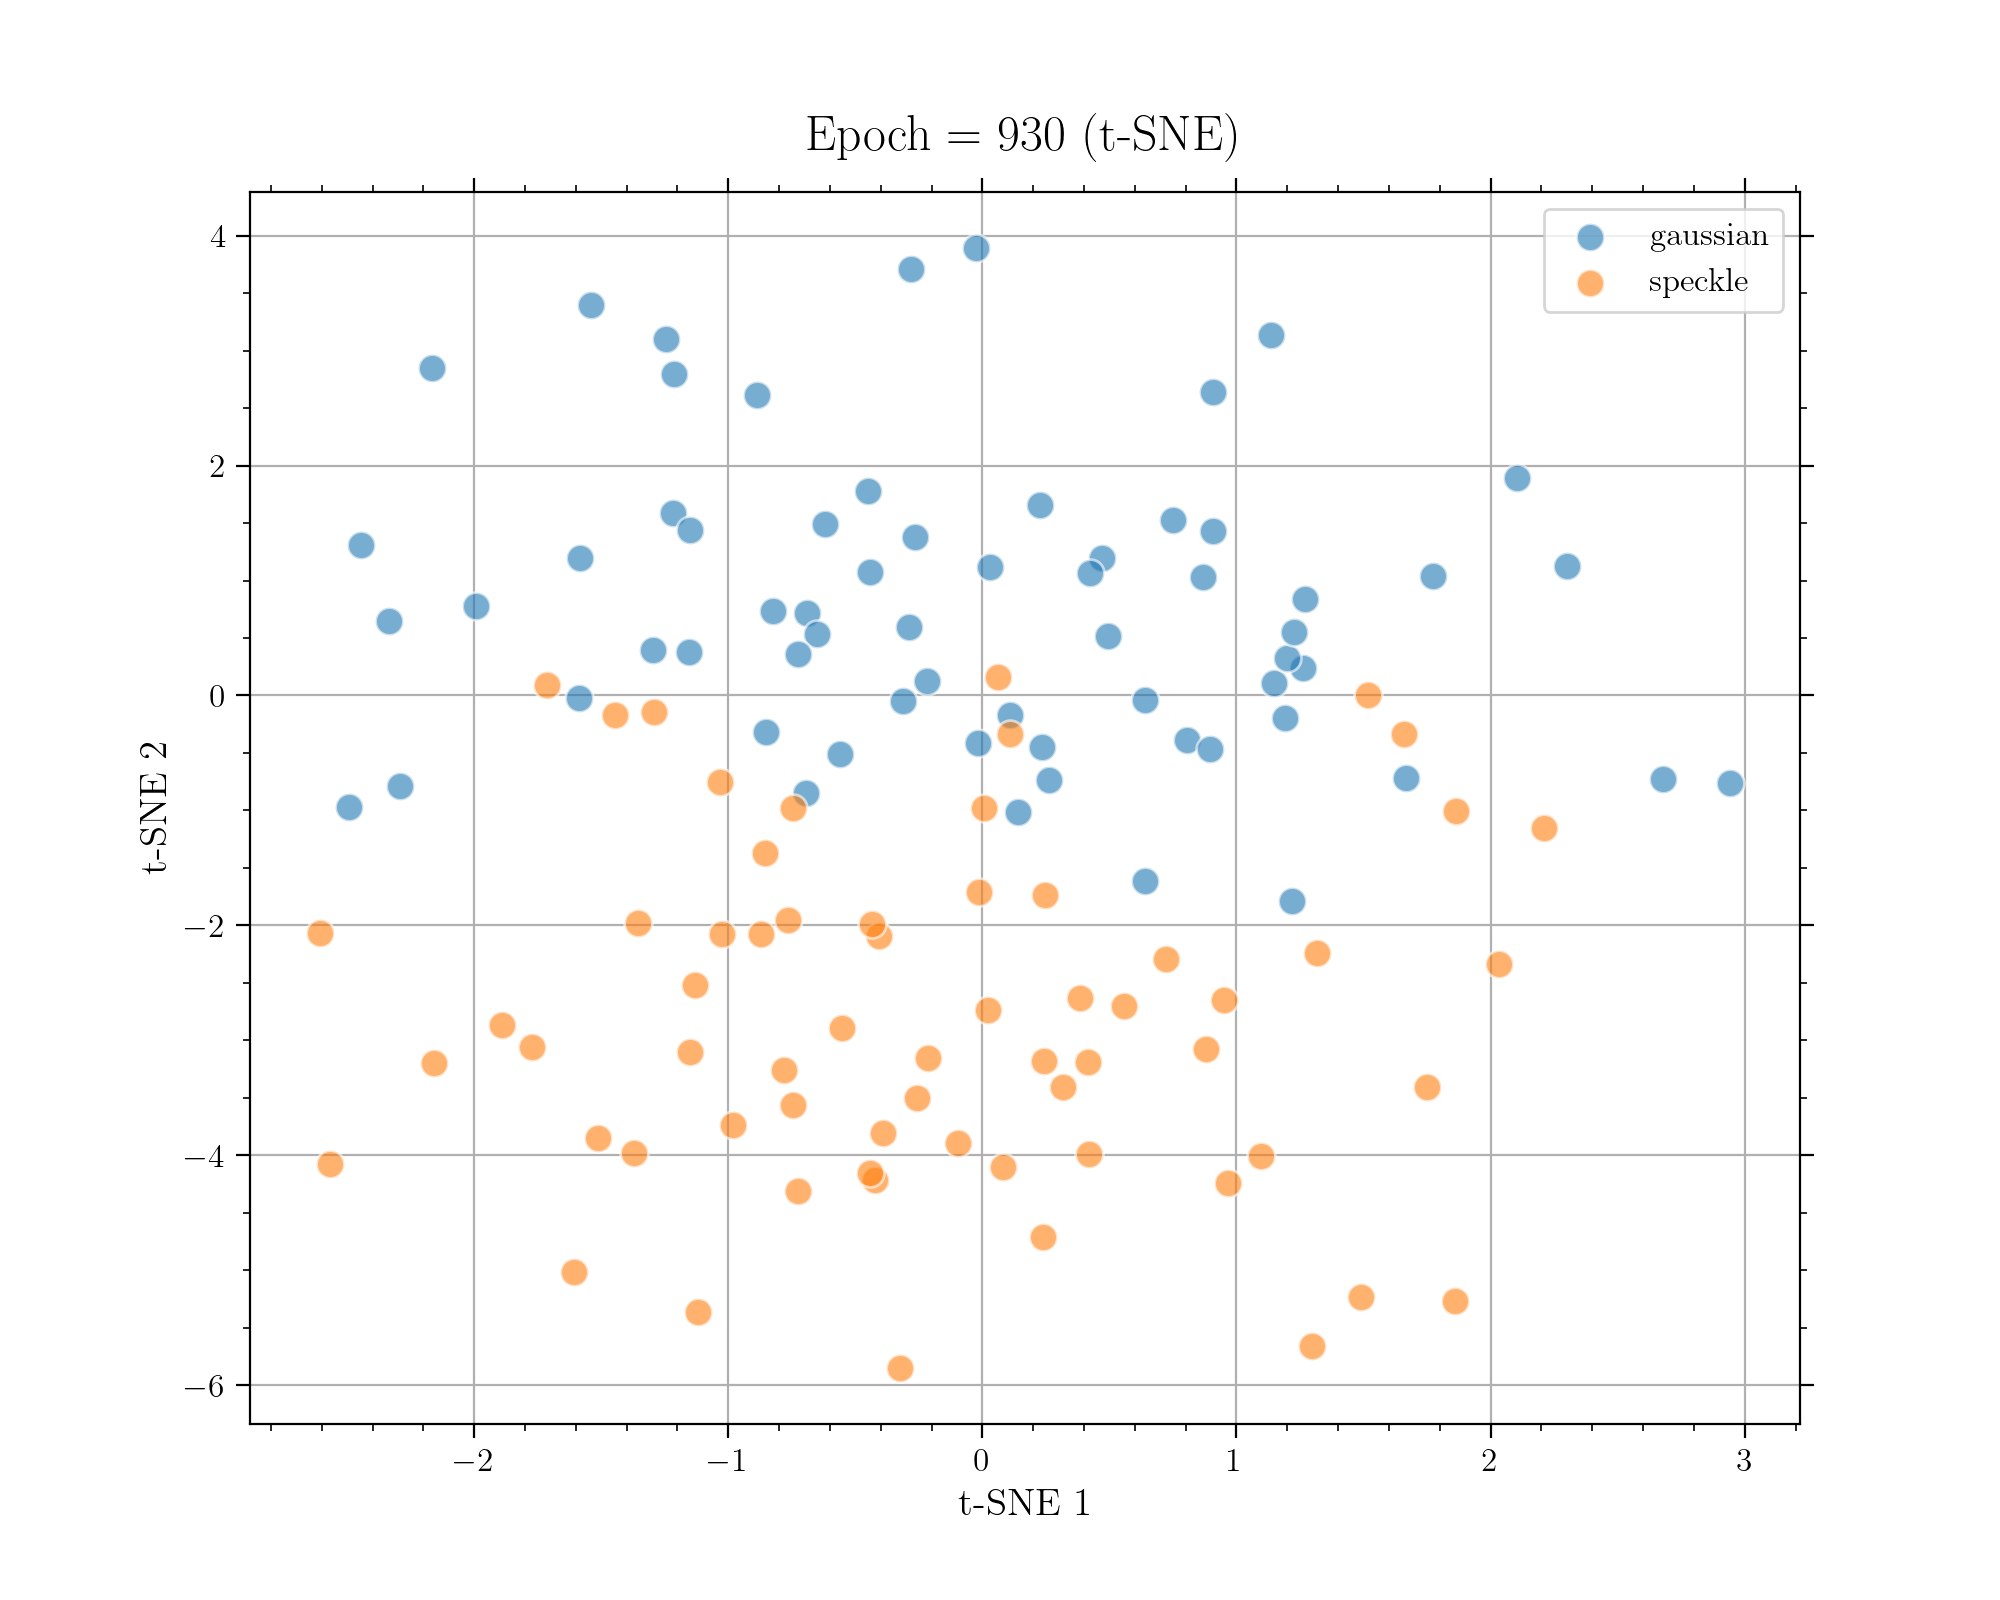 Epoch = 930 (t-SNE)
gaussian
speckle
4
2
0
−2
−4
−6
t-SNE 2
−2 −1 0 1 2 3
t-SNE 1